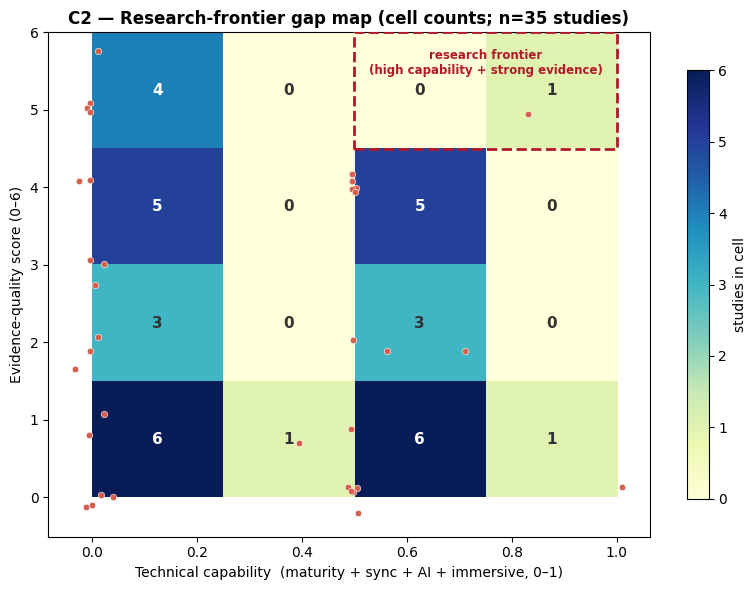 C2 — Research-frontier gap map (cell counts; n=35 studies)
research frontier
(high capability + strong evidence)
4 0 0 1
5 0 5 0
3 0 3 0
6 1 6 1
Evidence-quality score (0–6)
6
5
4
3
2
1
0
0.0 0.2 0.4 0.6 0.8 1.0
Technical capability (maturity + sync + AI + immersive, 0–1)
6
5
4
3
2
1
0
studies in cell